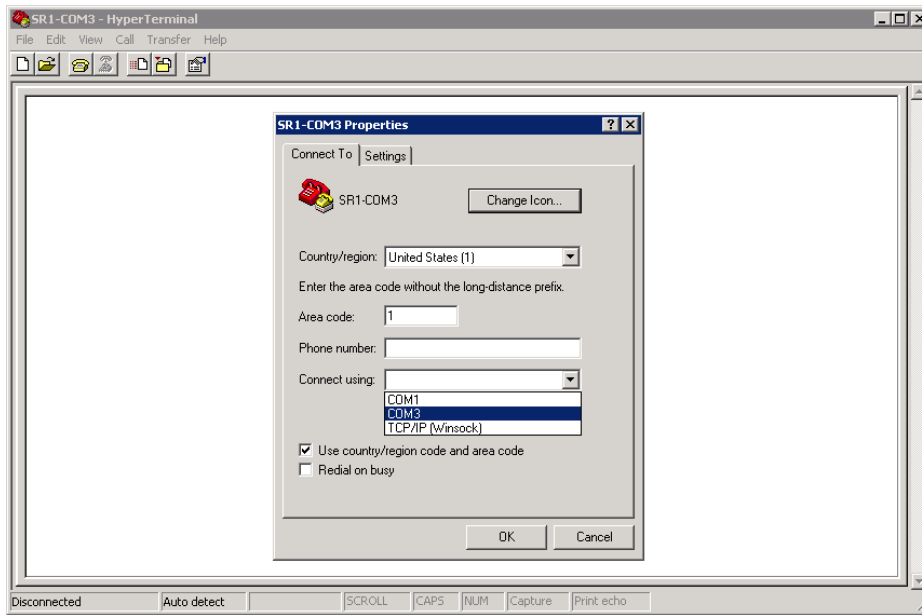 SR1-COM3 - HyperTerminal
File Edit View Call Transfer Help
SR1-COM3 Properties
Connect To Settings
SR1-COM3 Change Icon...
Country/region: United States (1)
Enter the area code without the long-distance prefix.
Area code: 1
Phone number:
Connect using:
COM1
COM3
TCP/IP (Winsock)
Use country/region code and area code
Redial on busy
OK Cancel
Disconnected Auto detect SCROLL CAPS NUM Capture Print echo